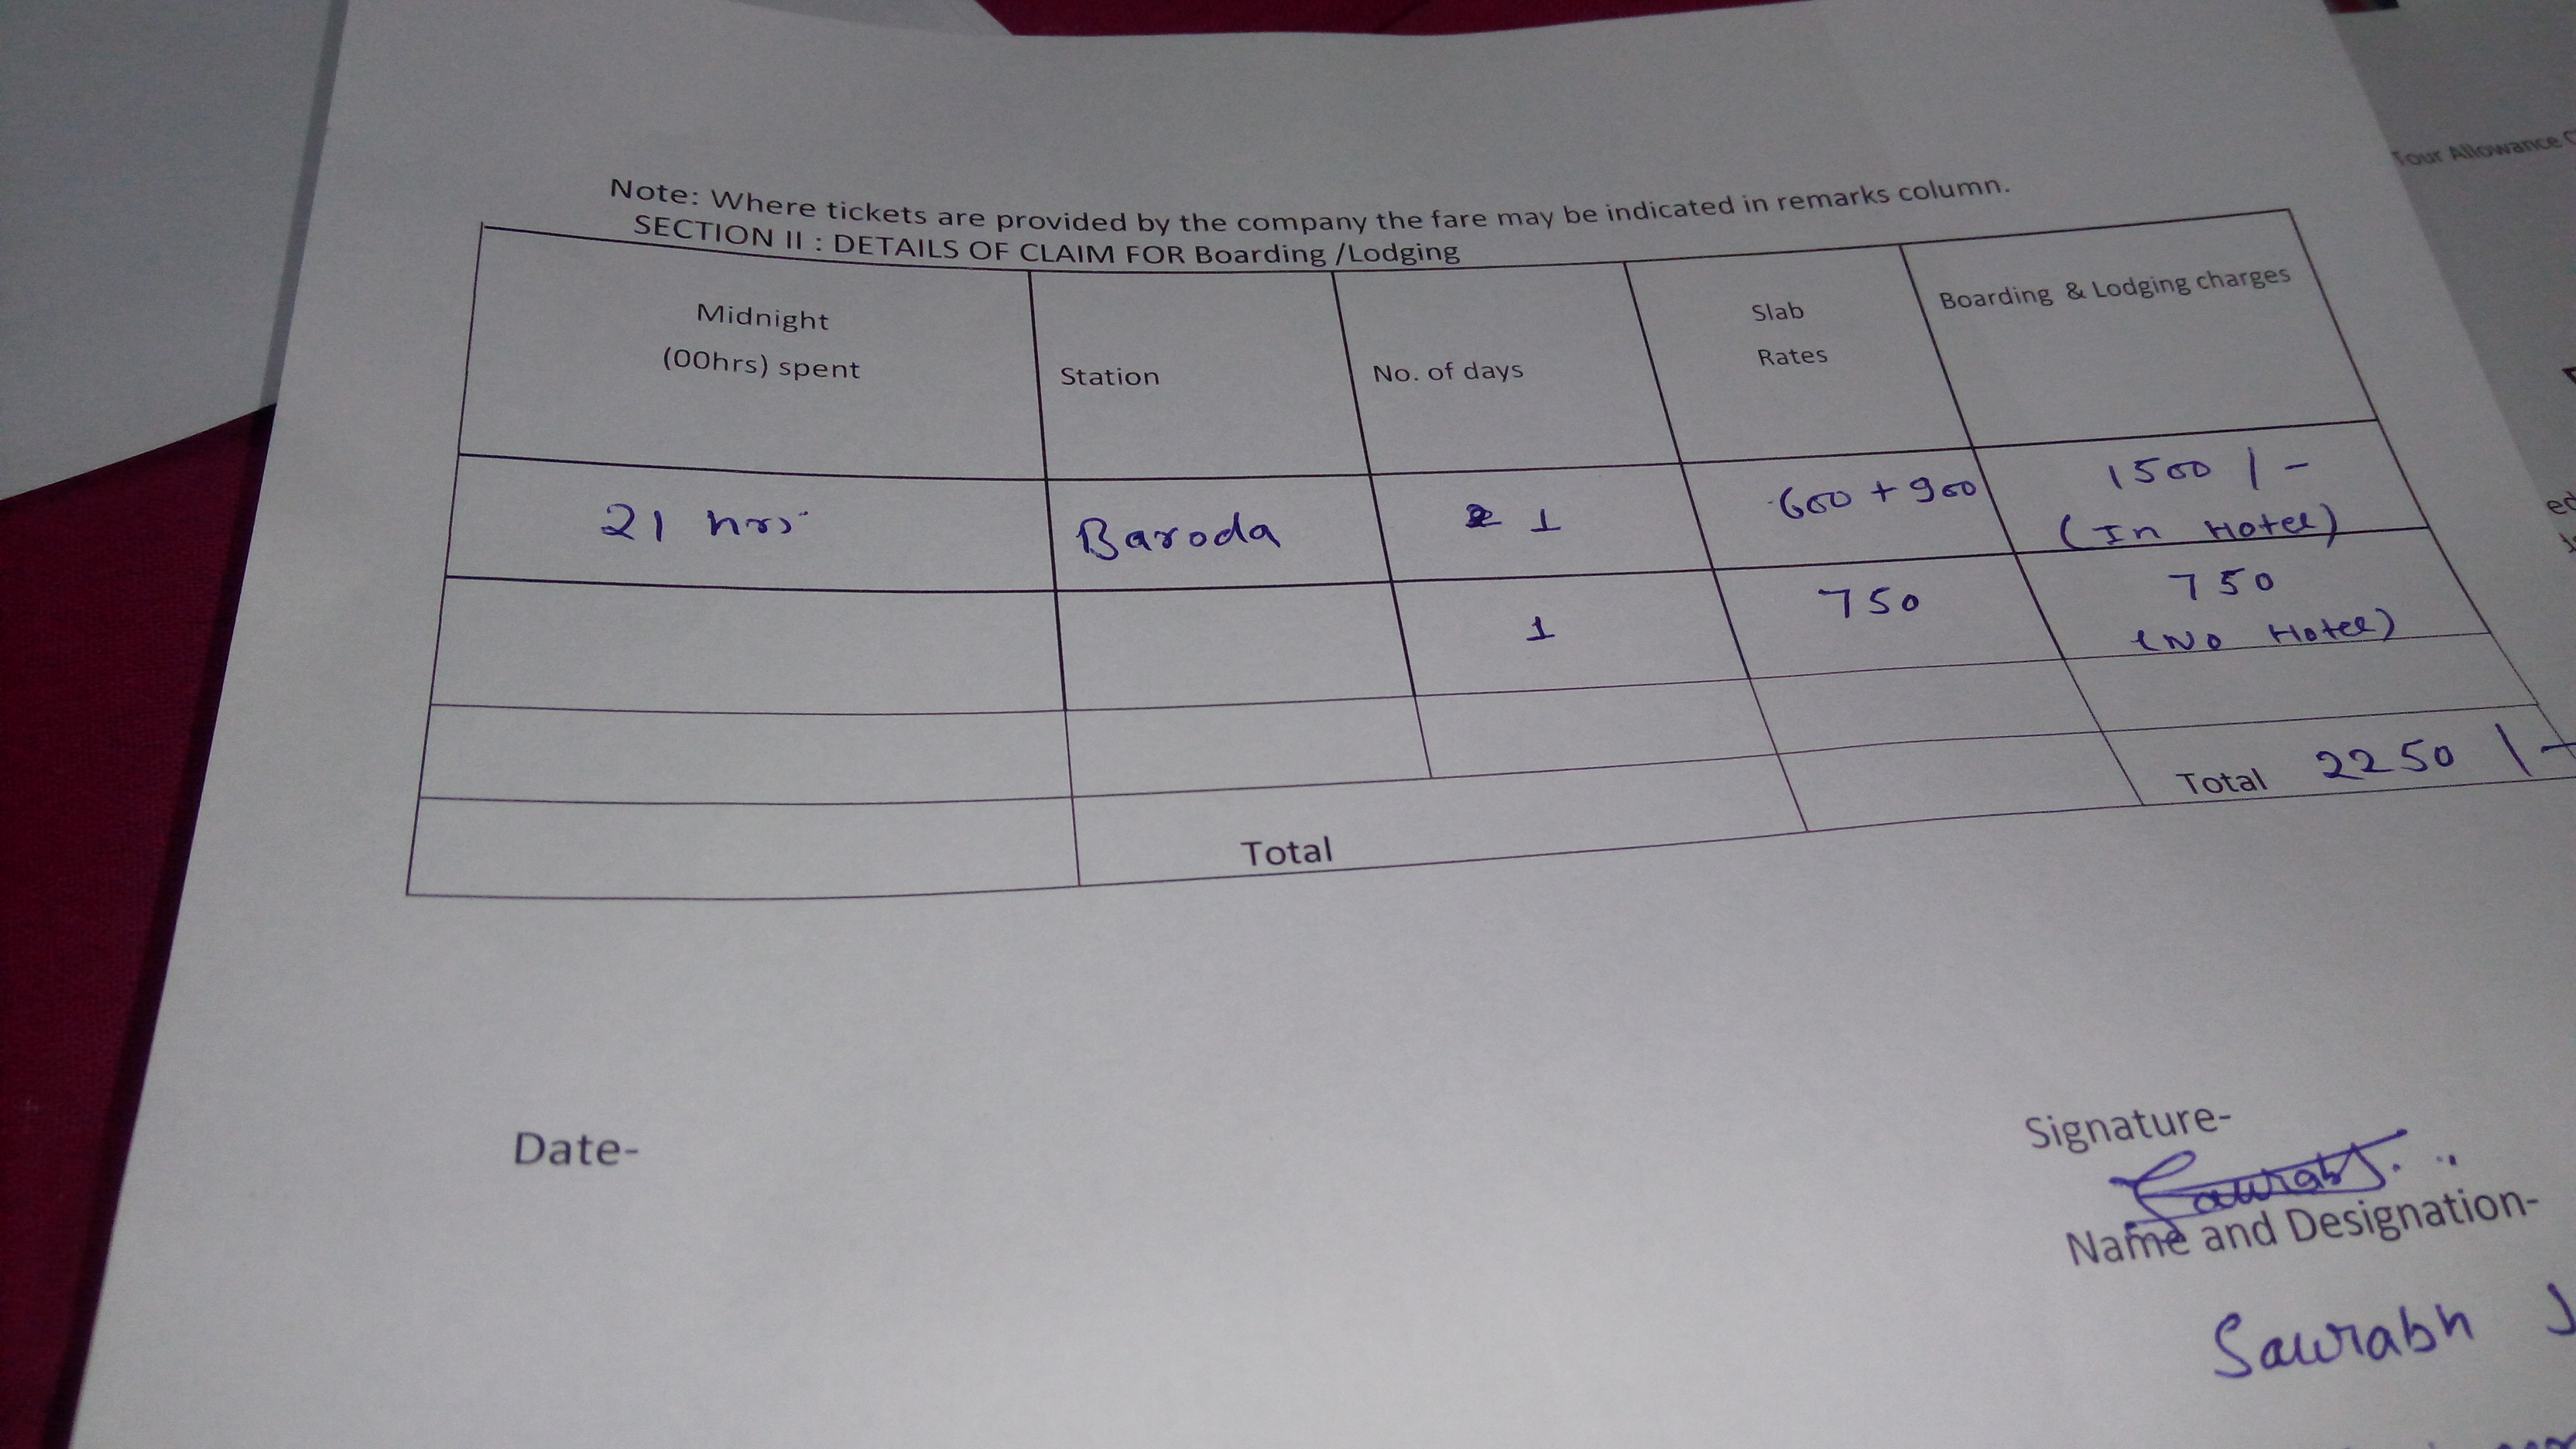 Tour Allowance
Note: Where tickets are provided by the company the fare may be indicated in remarks column.
SECTION II : DETAILS OF CLAIM FOR Boarding /Lodging
Midnight
(00hrs) spent
Station
No. of days
Slab
Rates
Boarding & Lodging charges
21 hrs.
Baroda
1
600 + 900
1500 /-
(In Hotel)
1
750
750
(No Hotel)
Total
Total 2250 /-
Date-
Signature-
Saurabh
Name and Designation-
Saurabh J